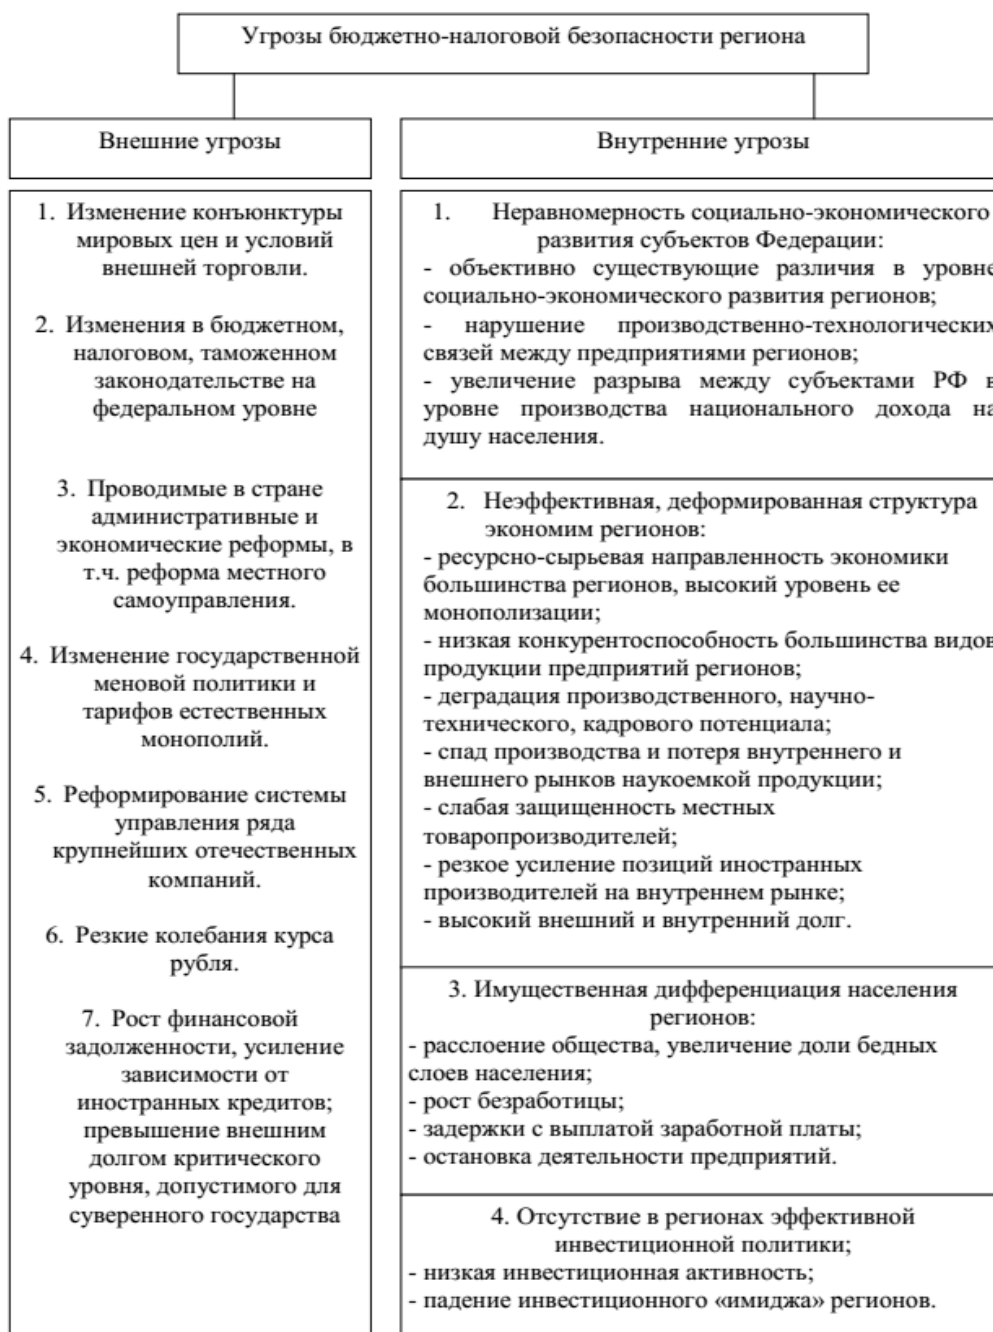 Угрозы бюджетно-налоговой безопасности региона
Внешние угрозы
1. Изменение конъюнктуры
мировых цен и условий
внешней торговли.
2. Изменения в бюджетном,
налоговом, таможенном
законодательстве на
федеральном уровне
3. Проводимые в стране
административные и
экономические реформы, в
т.ч. реформа местного
самоуправления.
4. Изменение государственной
меновой политики и
тарифов естественных
монополий.
5. Реформирование системы
управления ряда
крупнейших отечественных
компаний.
6. Резкие колебания курса
рубля.
7. Рост финансовой
задолженности, усиление
зависимости от
иностранных кредитов;
превышение внешним
долгом критического
уровня, допустимого для
суверенного государства
Внутренние угрозы
1. Неравномерность социально-экономического
развития субъектов Федерации:
- объективно существующие различия в уровне
социально-экономического развития регионов;
- нарушение производственно-технологических
связей между предприятиями регионов;
- увеличение разрыва между субъектами РФ в
уровне производства национального дохода на
душу населения.
2. Неэффективная, деформированная структура
экономим регионов:
- ресурсно-сырьевая направленность экономики
большинства регионов, высокий уровень ее
монополизации;
- низкая конкурентоспособность большинства видов
продукции предприятий регионов;
- деградация производственного, научно-
технического, кадрового потенциала;
- спад производства и потеря внутреннего и
внешнего рынков наукоемкой продукции;
- слабая защищенность местных
товаропроизводителей;
- резкое усиление позиций иностранных
производителей на внутреннем рынке;
- высокий внешний и внутренний долг.
3. Имущественная дифференциация населения
регионов:
- расслоение общества, увеличение доли бедных
слоев населения;
- рост безработицы;
- задержки с выплатой заработной платы;
- остановка деятельности предприятий.
4. Отсутствие в регионах эффективной
инвестиционной политики;
- низкая инвестиционная активность;
- падение инвестиционного «имиджа» регионов.